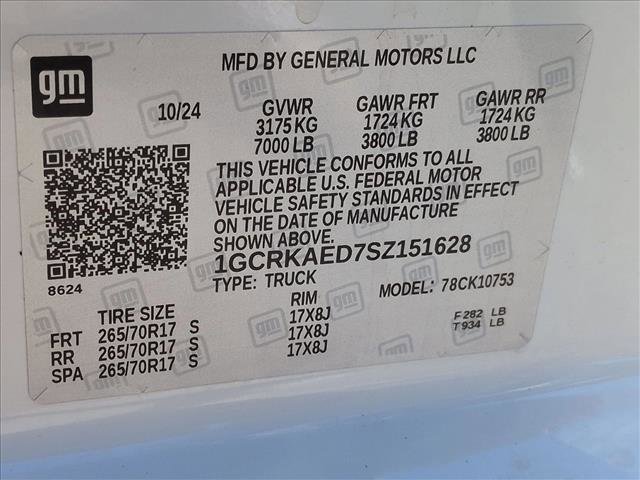 gm
MFD BY GENERAL MOTORS LLC
10/24 GVWR GAWR FRT GAWR RR
3175 KG 1724 KG 1724 KG
7000 LB 3800 LB 3800 LB
THIS VEHICLE CONFORMS TO ALL
APPLICABLE U.S. FEDERAL MOTOR
VEHICLE SAFETY STANDARDS IN EFFECT
ON THE DATE OF MANUFACTURE
SHOWN ABOVE.
8624
1GCRKAED7SZ151628
TYPE: TRUCK MODEL: 78CK10753
TIRE SIZE RIM
FRT 265/70R17 S 17X8J F 282 LB
RR 265/70R17 S 17X8J T 934 LB
SPA 265/70R17 S 17X8J